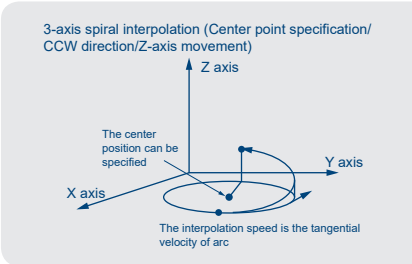 3-axis spiral interpolation (Center point specification/
CCW direction/Z-axis movement)
Z axis
The center
position can be
specified
Y axis
X axis
The interpolation speed is the tangential
velocity of arc